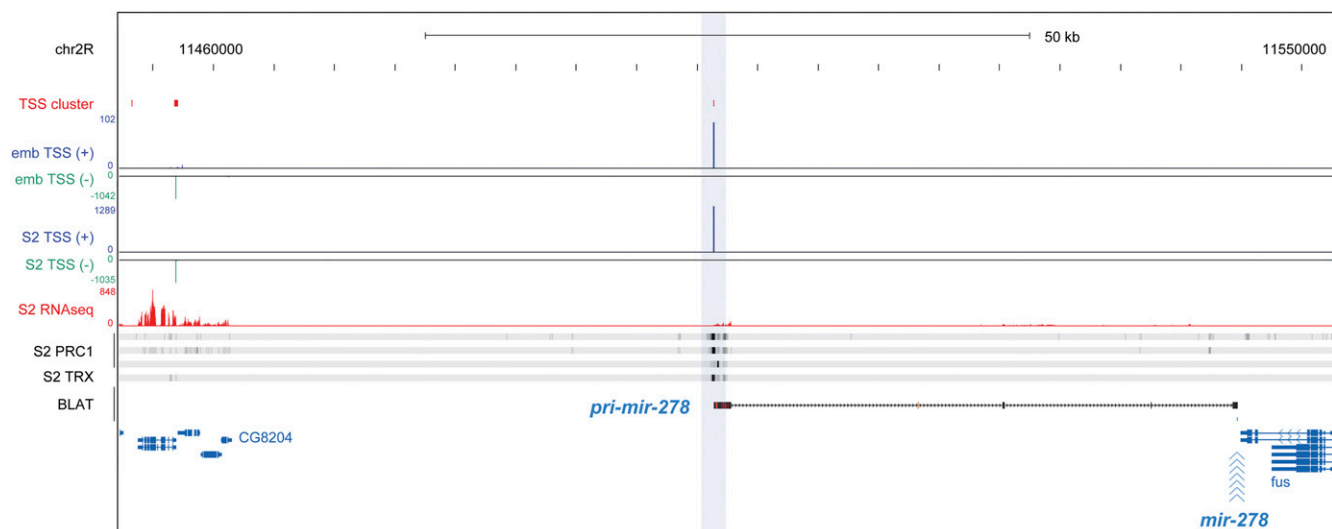 chr2R 11460000 50 kb 11550000
TSS cluster
102
emb TSS (+)
0
emb TSS (-) 0
-1042
1289
S2 TSS (+)
0
S2 TSS (-) 0
-1035
848
S2 RNAseq
0
S2 PRC1
S2 TRX
BLAT
pri-mir-278
CG8204
fus
mir-278